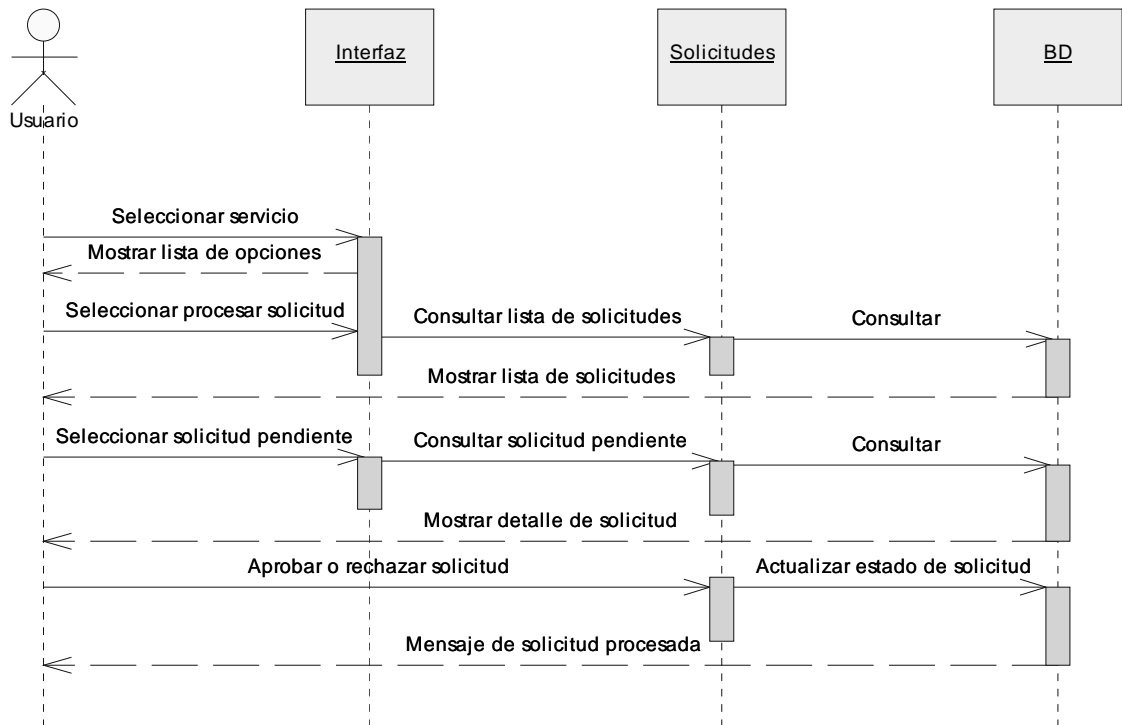 Interfaz
Solicitudes
BD
Usuario
Seleccionar servicio
Mostrar lista de opciones
Seleccionar procesar solicitud
Consultar lista de solicitudes
Consultar
Mostrar lista de solicitudes
Seleccionar solicitud pendiente
Consultar solicitud pendiente
Consultar
Mostrar detalle de solicitud
Aprobar o rechazar solicitud
Actualizar estado de solicitud
Mensaje de solicitud procesada